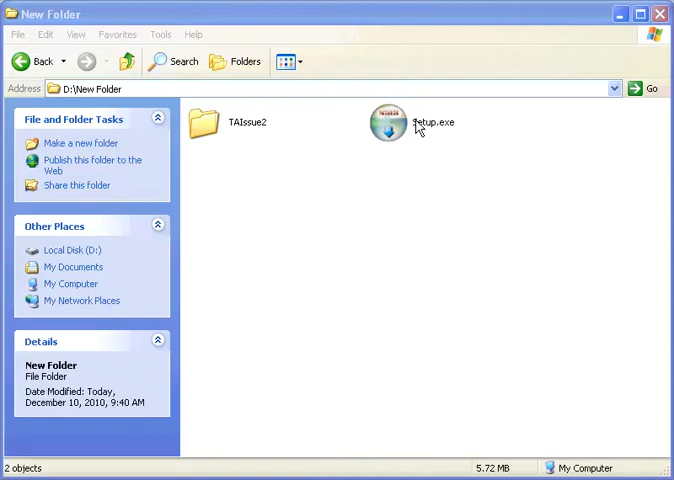 New Folder
File Edit View Favorites Tools Help
Back Search Folders
Address D:\New Folder Go
File and Folder Tasks
Make a new folder
Publish this folder to the
Web
Share this folder
Other Places
Local Disk (D:)
My Documents
My Computer
My Network Places
Details
New Folder
File Folder
Date Modified: Today,
December 10, 2010, 9:40 AM
TAIssue2
Setup.exe
2 objects 5.72 MB My Computer